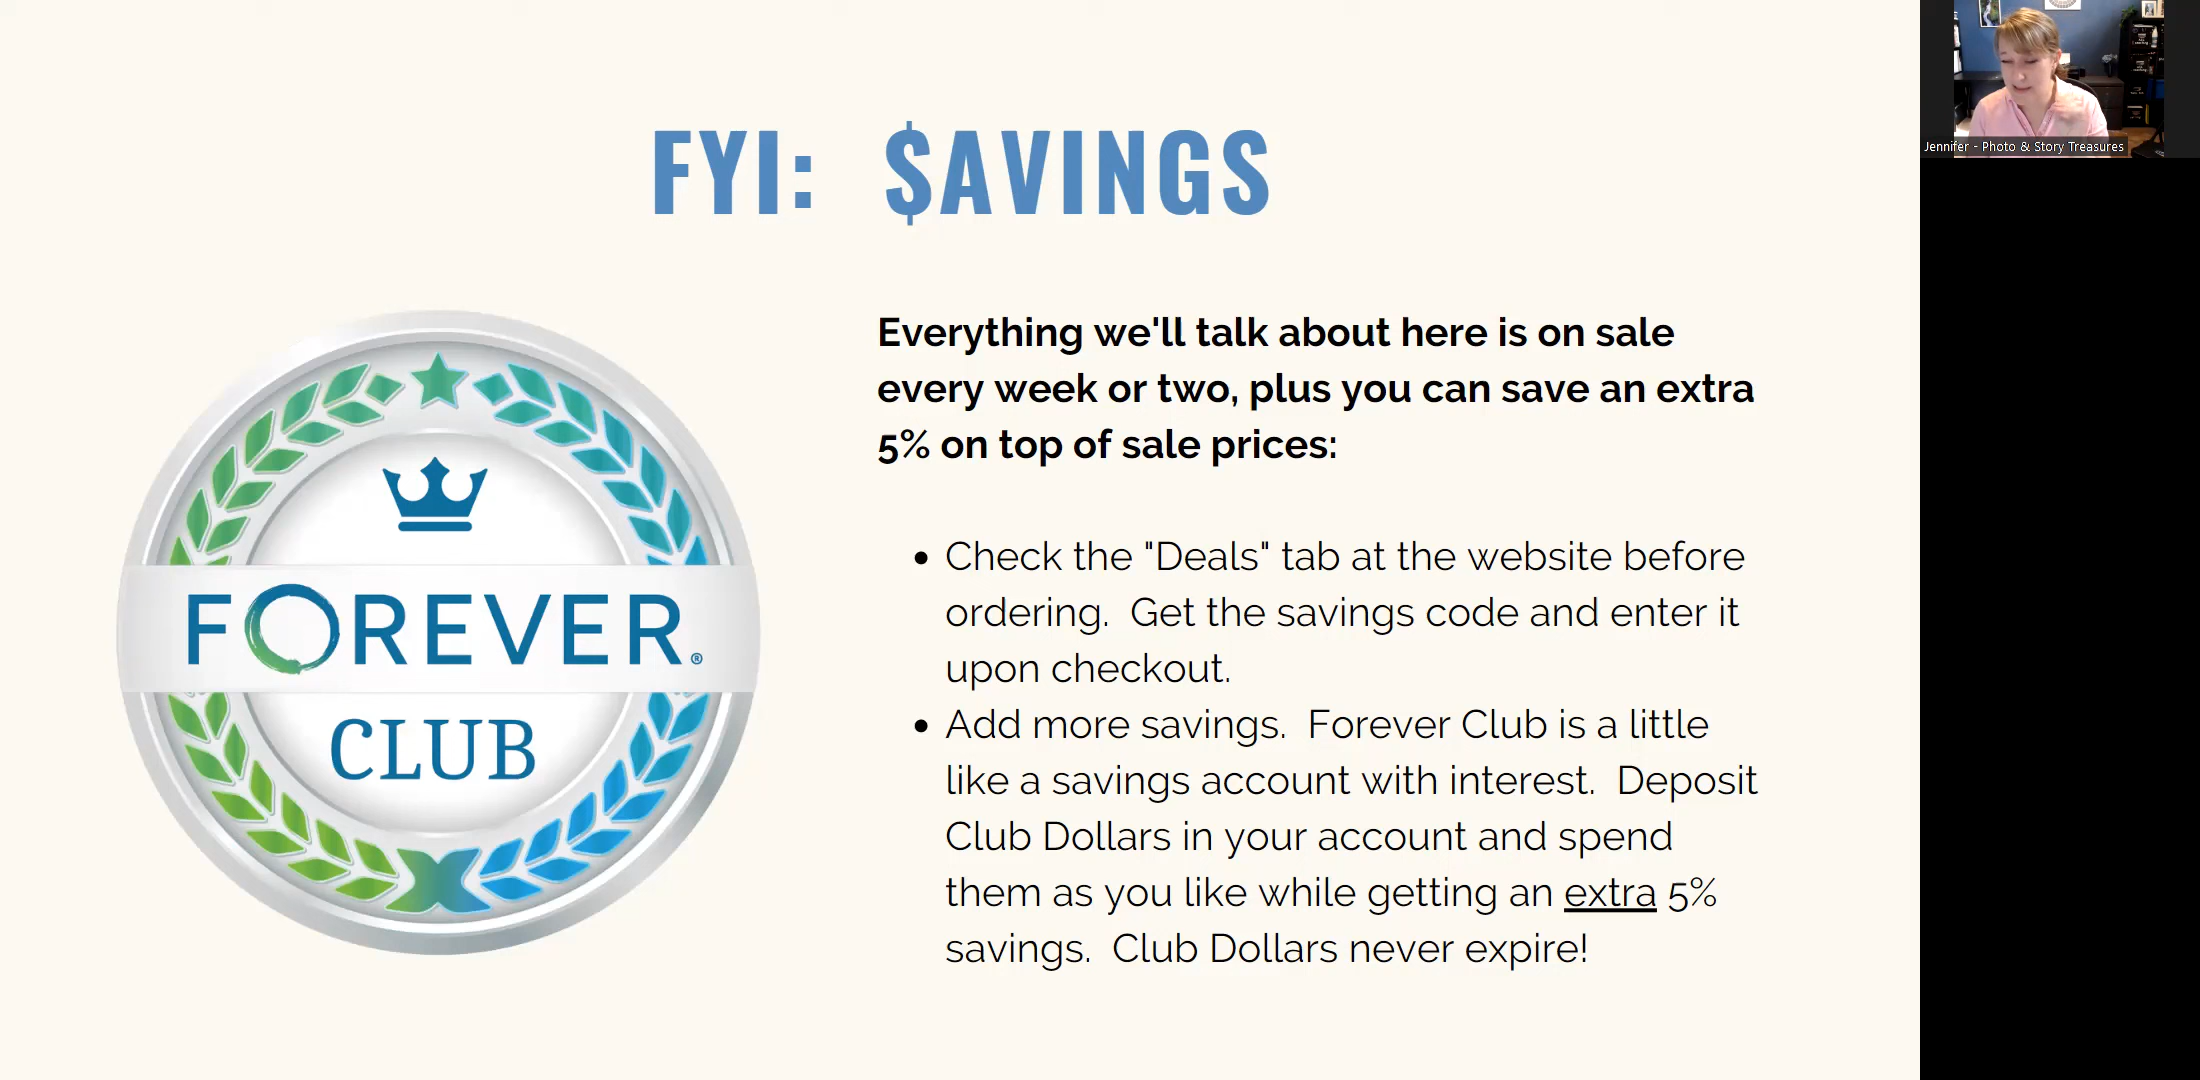 FYI: $AVINGS
Jennifer - Photo & Story Treasures
Everything we'll talk about here is on sale
every week or two, plus you can save an extra
5% on top of sale prices:
• Check the "Deals" tab at the website before
ordering. Get the savings code and enter it
upon checkout.
• Add more savings. Forever Club is a little
like a savings account with interest. Deposit
Club Dollars in your account and spend
them as you like while getting an extra 5%
savings. Club Dollars never expire!
FOREVER®
CLUB